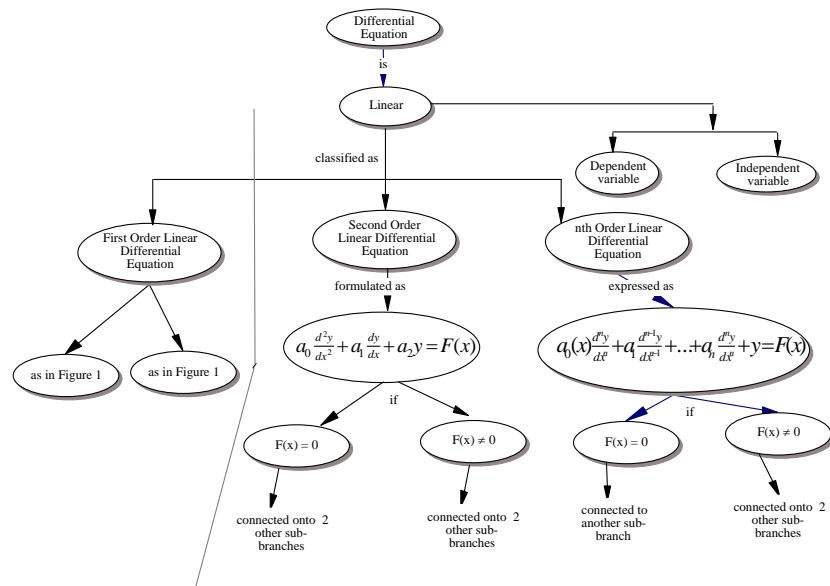 Differential
Equation
is
Linear
classified as
Dependent
variable
Independent
variable
First Order Linear
Differential
Equation
Second Order
Linear Differential
Equation
nth Order Linear
Differential
Equation
formulated as
expressed as
a₀ d²y/dx² + a₁ dy/dx + a₂y = F(x)
a₀(x) dⁿy/dxⁿ + a₁ dⁿ⁻¹y/dxⁿ⁻¹ + ... + aₙ dⁿy/dxⁿ + y = F(x)
as in Figure 1
as in Figure 1
if
if
F(x) = 0
F(x) ≠ 0
F(x) = 0
F(x) ≠ 0
connected onto 2
other sub-
branches
connected onto 2
other sub-
branches
connected to
another sub-
branch
connected onto 2
other sub-
branches